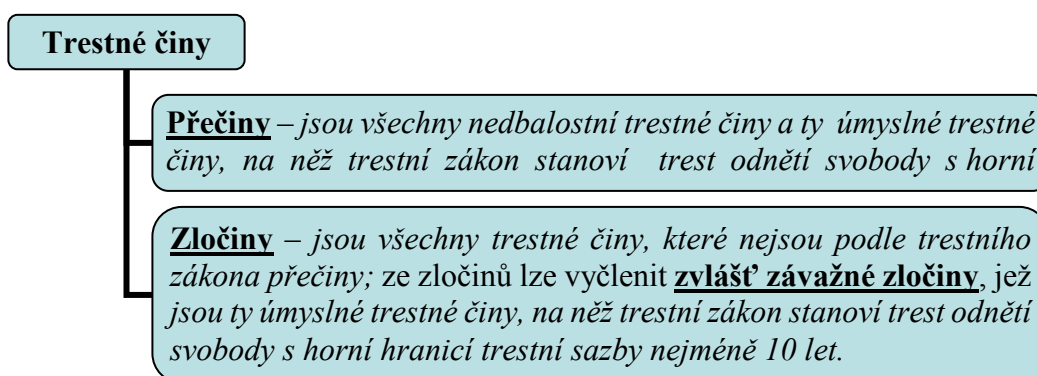 Trestné činy
Přečiny – jsou všechny nedbalostní trestné činy a ty úmyslné trestné
činy, na něž trestní zákon stanoví trest odnětí svobody s horní
Zločiny – jsou všechny trestné činy, které nejsou podle trestního
zákona přečiny; ze zločinů lze vyčlenit zvlášť závažné zločiny, jež
jsou ty úmyslné trestné činy, na něž trestní zákon stanoví trest odnětí
svobody s horní hranicí trestní sazby nejméně 10 let.